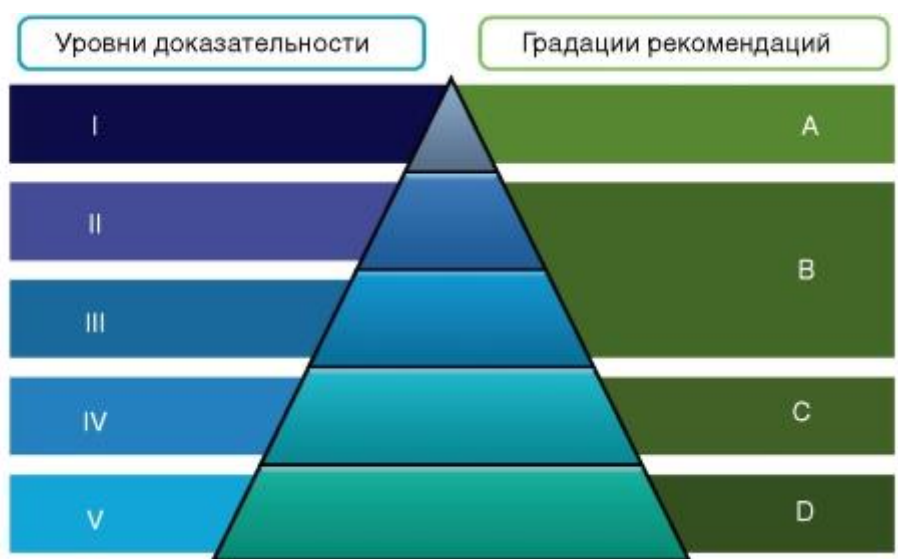 Уровни доказательности
Градации рекомендаций
I
A
II
B
III
IV
C
V
D